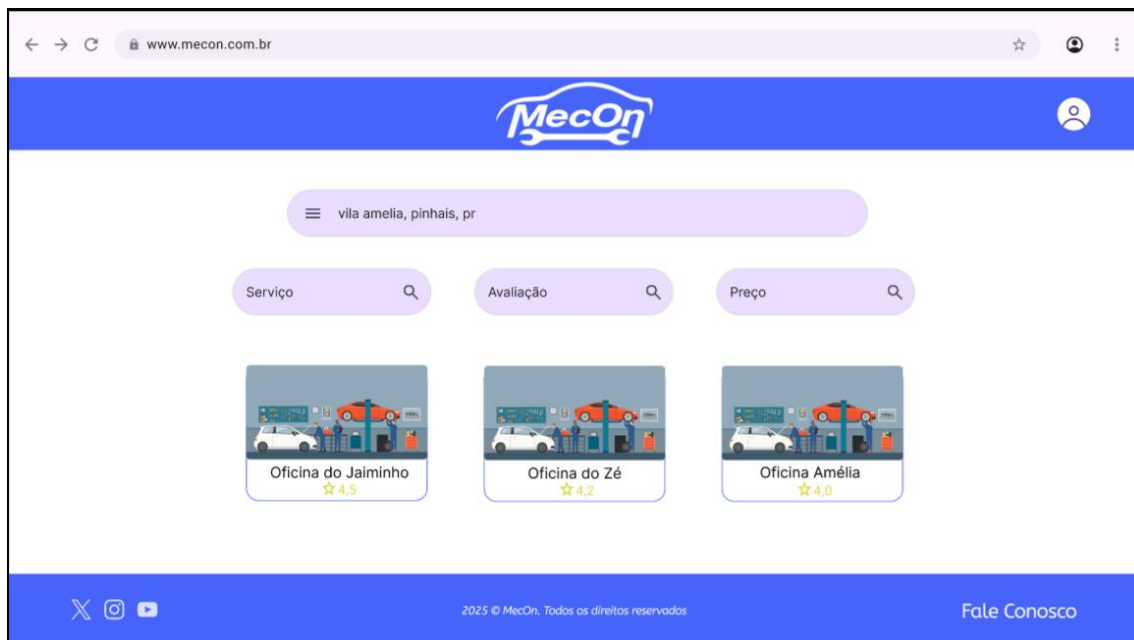 www.mecon.com.br
MecOn
vila amelia, pinhais, pr
Serviço
Avaliação
Preço
Oficina do Jaiminho
4,5
Oficina do Zé
4,2
Oficina Amélia
4,0
2025 © MecOn. Todos os direitos reservados
Fale Conosco